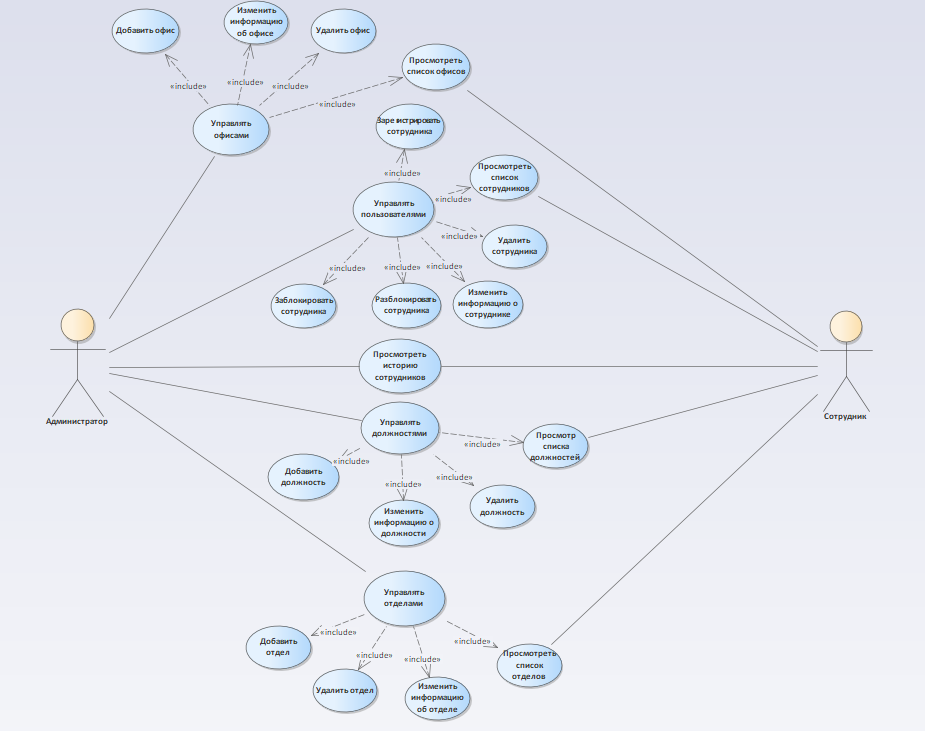 Добавить офис
Изменить
информацию
об офисе
Удалить офис
Просмотреть
список офисов
«include»
«include»
«include»
«include»
Управлять
офисами
Зарегистрировать
сотрудника
«include»
Просмотреть
список
сотрудников
«include»
Управлять
пользователями
«include»
Удалить
сотрудника
«include»
«include»
«include»
Заблокировать
сотрудника
Разблокировать
сотрудника
Изменить
информацию о
сотруднике
Администратор
Сотрудник
Просмотреть
историю
сотрудников
Управлять
должностями
«include»
Просмотр
списка
должностей
«include»
Добавить
должность
«include»
«include»
Удалить
должность
Изменить
информацию о
должности
Управлять
отделами
«include»
«include»
«include»
«include»
Добавить
отдел
Удалить отдел
Изменить
информацию
об отделе
Просмотреть
список
отделов